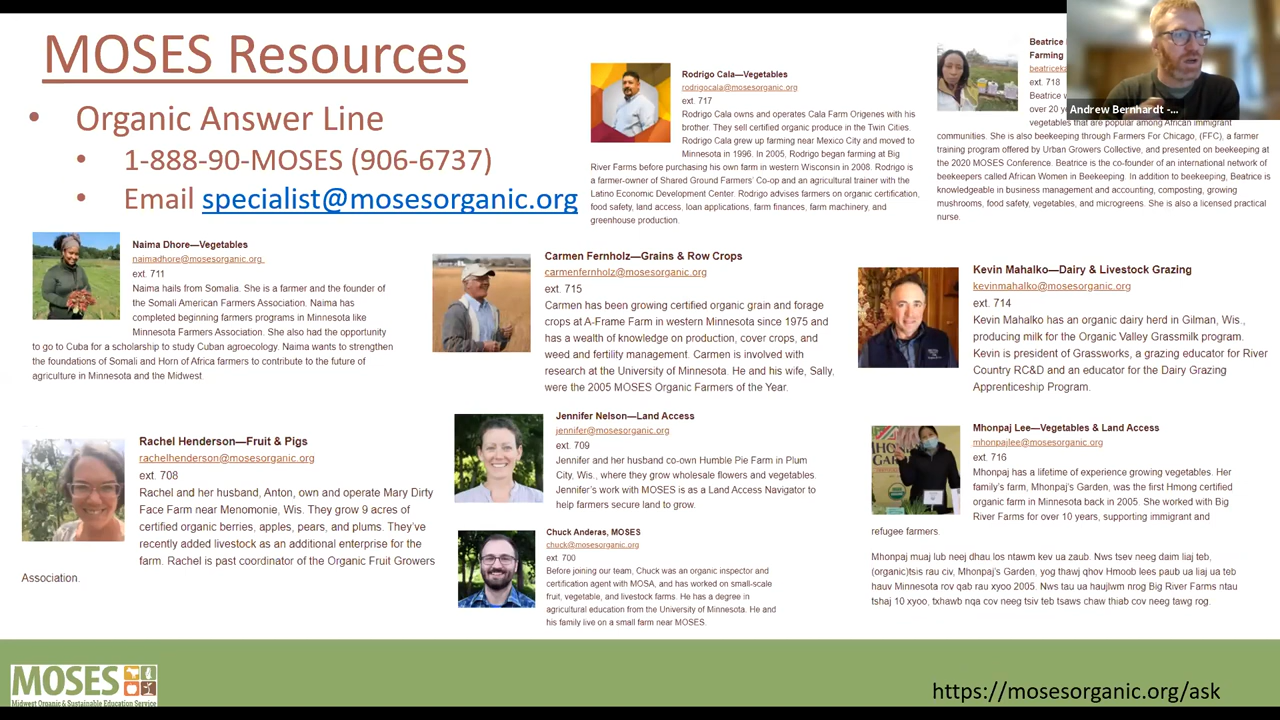 MOSES Resources
• Organic Answer Line
• 1-888-90-MOSES (906-6737)
• Email specialist@mosesorganic.org
Rodrigo Cala—Vegetables
rodrigocala@mosesorganic.org
ext. 717
Rodrigo Cala owns and operates Cala Farm Origenes with his
brother. They sell certified organic produce in the Twin Cities.
Rodrigo Cala grew up farming near Mexico City and moved to
Minnesota in 1996. In 2005, Rodrigo began farming at Big
River Farms before purchasing his own farm in western Wisconsin in 2008. Rodrigo is
a farmer-owner of Shared Ground Farmers' Co-op and an agricultural trainer with the
Latino Economic Development Center. Rodrigo advises farmers on organic certification,
food safety, land access, loan applications, farm finances, farm machinery, and
greenhouse production.
Beatrice
Farming
beatriceka
ext. 718
Beatrice w
over 20 y
vegetables that are popular among African immigrant
communities. She is also beekeeping through Farmers For Chicago, (FFC), a farmer
training program offered by Urban Growers Collective, and presented on beekeeping at
the 2020 MOSES Conference. Beatrice is the co-founder of an international network of
beekeepers called African Women in Beekeeping. In addition to beekeeping, Beatrice is
knowledgeable in business management and accounting, composting, growing
mushrooms, food safety, vegetables, and microgreens. She is also a licensed practical
nurse.
Andrew Bernhardt -...
Naima Dhore—Vegetables
naimadhore@mosesorganic.org
ext. 711
Naima hails from Somalia. She is a farmer and the founder of
the Somali American Farmers Association. Naima has
completed beginning farmers programs in Minnesota like
Minnesota Farmers Association. She also had the opportunity
to go to Cuba for a scholarship to study Cuban agroecology. Naima wants to strengthen
the foundations of Somali and Horn of Africa farmers to contribute to the future of
agriculture in Minnesota and the Midwest
Carmen Fernholz—Grains & Row Crops
carmenfernholz@mosesorganic.org
ext. 715
Carmen has been growing certified organic grain and forage
crops at A-Frame Farm in western Minnesota since 1975 and
has a wealth of knowledge on production, cover crops, and
weed and fertility management. Carmen is involved with
research at the University of Minnesota. He and his wife, Sally,
were the 2005 MOSES Organic Farmers of the Year.
Kevin Mahalko—Dairy & Livestock Grazing
kevinmahalko@mosesorganic.org
ext. 714
Kevin Mahalko has an organic dairy herd in Gilman, Wis.,
producing milk for the Organic Valley Grassmilk program.
Kevin is president of Grassworks, a grazing educator for River
Country RC&D and an educator for the Dairy Grazing
Apprenticeship Program.
Rachel Henderson—Fruit & Pigs
rachelhenderson@mosesorganic.org
ext. 708
Rachel and her husband, Anton, own and operate Mary Dirty
Face Farm near Menomonie, Wis. They grow 9 acres of
certified organic berries, apples, pears, and plums. They've
recently added livestock as an additional enterprise for the
farm. Rachel is past coordinator of the Organic Fruit Growers
Association.
Jennifer Nelson—Land Access
jennifer@mosesorganic.org
ext. 709
Jennifer and her husband co-own Humble Pie Farm in Plum
City, Wis., where they grow wholesale flowers and vegetables.
Jennifer's work with MOSES is as a Land Access Navigator to
help farmers secure land to grow.
Chuck Anderas, MOSES
chuck@mosesorganic.org
ext. 700
Before joining our team, Chuck was an organic inspector and
certification agent with MOSA, and has worked on small-scale
fruit, vegetable, and livestock farms. He has a degree in
agricultural education from the University of Minnesota. He and
his family live on a small farm near MOSES.
Mhonpaj Lee—Vegetables & Land Access
mhonpajlee@mosesorganic.org
ext. 716
Mhonpaj has a lifetime of experience growing vegetables. Her
family's farm, Mhonpaj's Garden, was the first Hmong certified
organic farm in Minnesota back in 2005. She worked with Big
River Farms for over 10 years, supporting immigrant and
refugee farmers.
Mhonpaj muaj lub neej dhau los ntawm kev ua zaub. Nws tsev neeg daim liaj teb,
(organic)tsis rau civ, Mhonpaj's Garden, yog thawj qhov Hmoob lees paub ua liaj ua teb
hauv Minnesota rov qab rau xyoo 2005. Nws tau ua haujlwm nrog Big River Farms ntau
tshaj 10 xyoo, txhawb nqa cov neeg tsiv teb tsaws chaw thiab cov neeg tawg rog.
MOSES
Midwest Organic & Sustainable Education Service
https://mosesorganic.org/ask